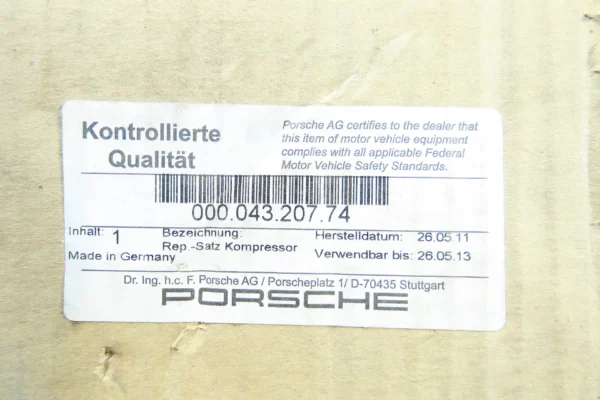 Kontrollierte
Qualität
Porsche AG certifies to the dealer that
this item of motor vehicle equipment
complies with all applicable Federal
Motor Vehicle Safety Standards.
000.043.207.74
Inhalt: 1 Bezeichnung: Herstelldatum: 26.05.11
Rep.-Satz Kompressor
Made in Germany Verwendbar bis: 26.05.13
Dr. Ing. h.c. F. Porsche AG / Porscheplatz 1/ D-70435 Stuttgart
PORSCHE